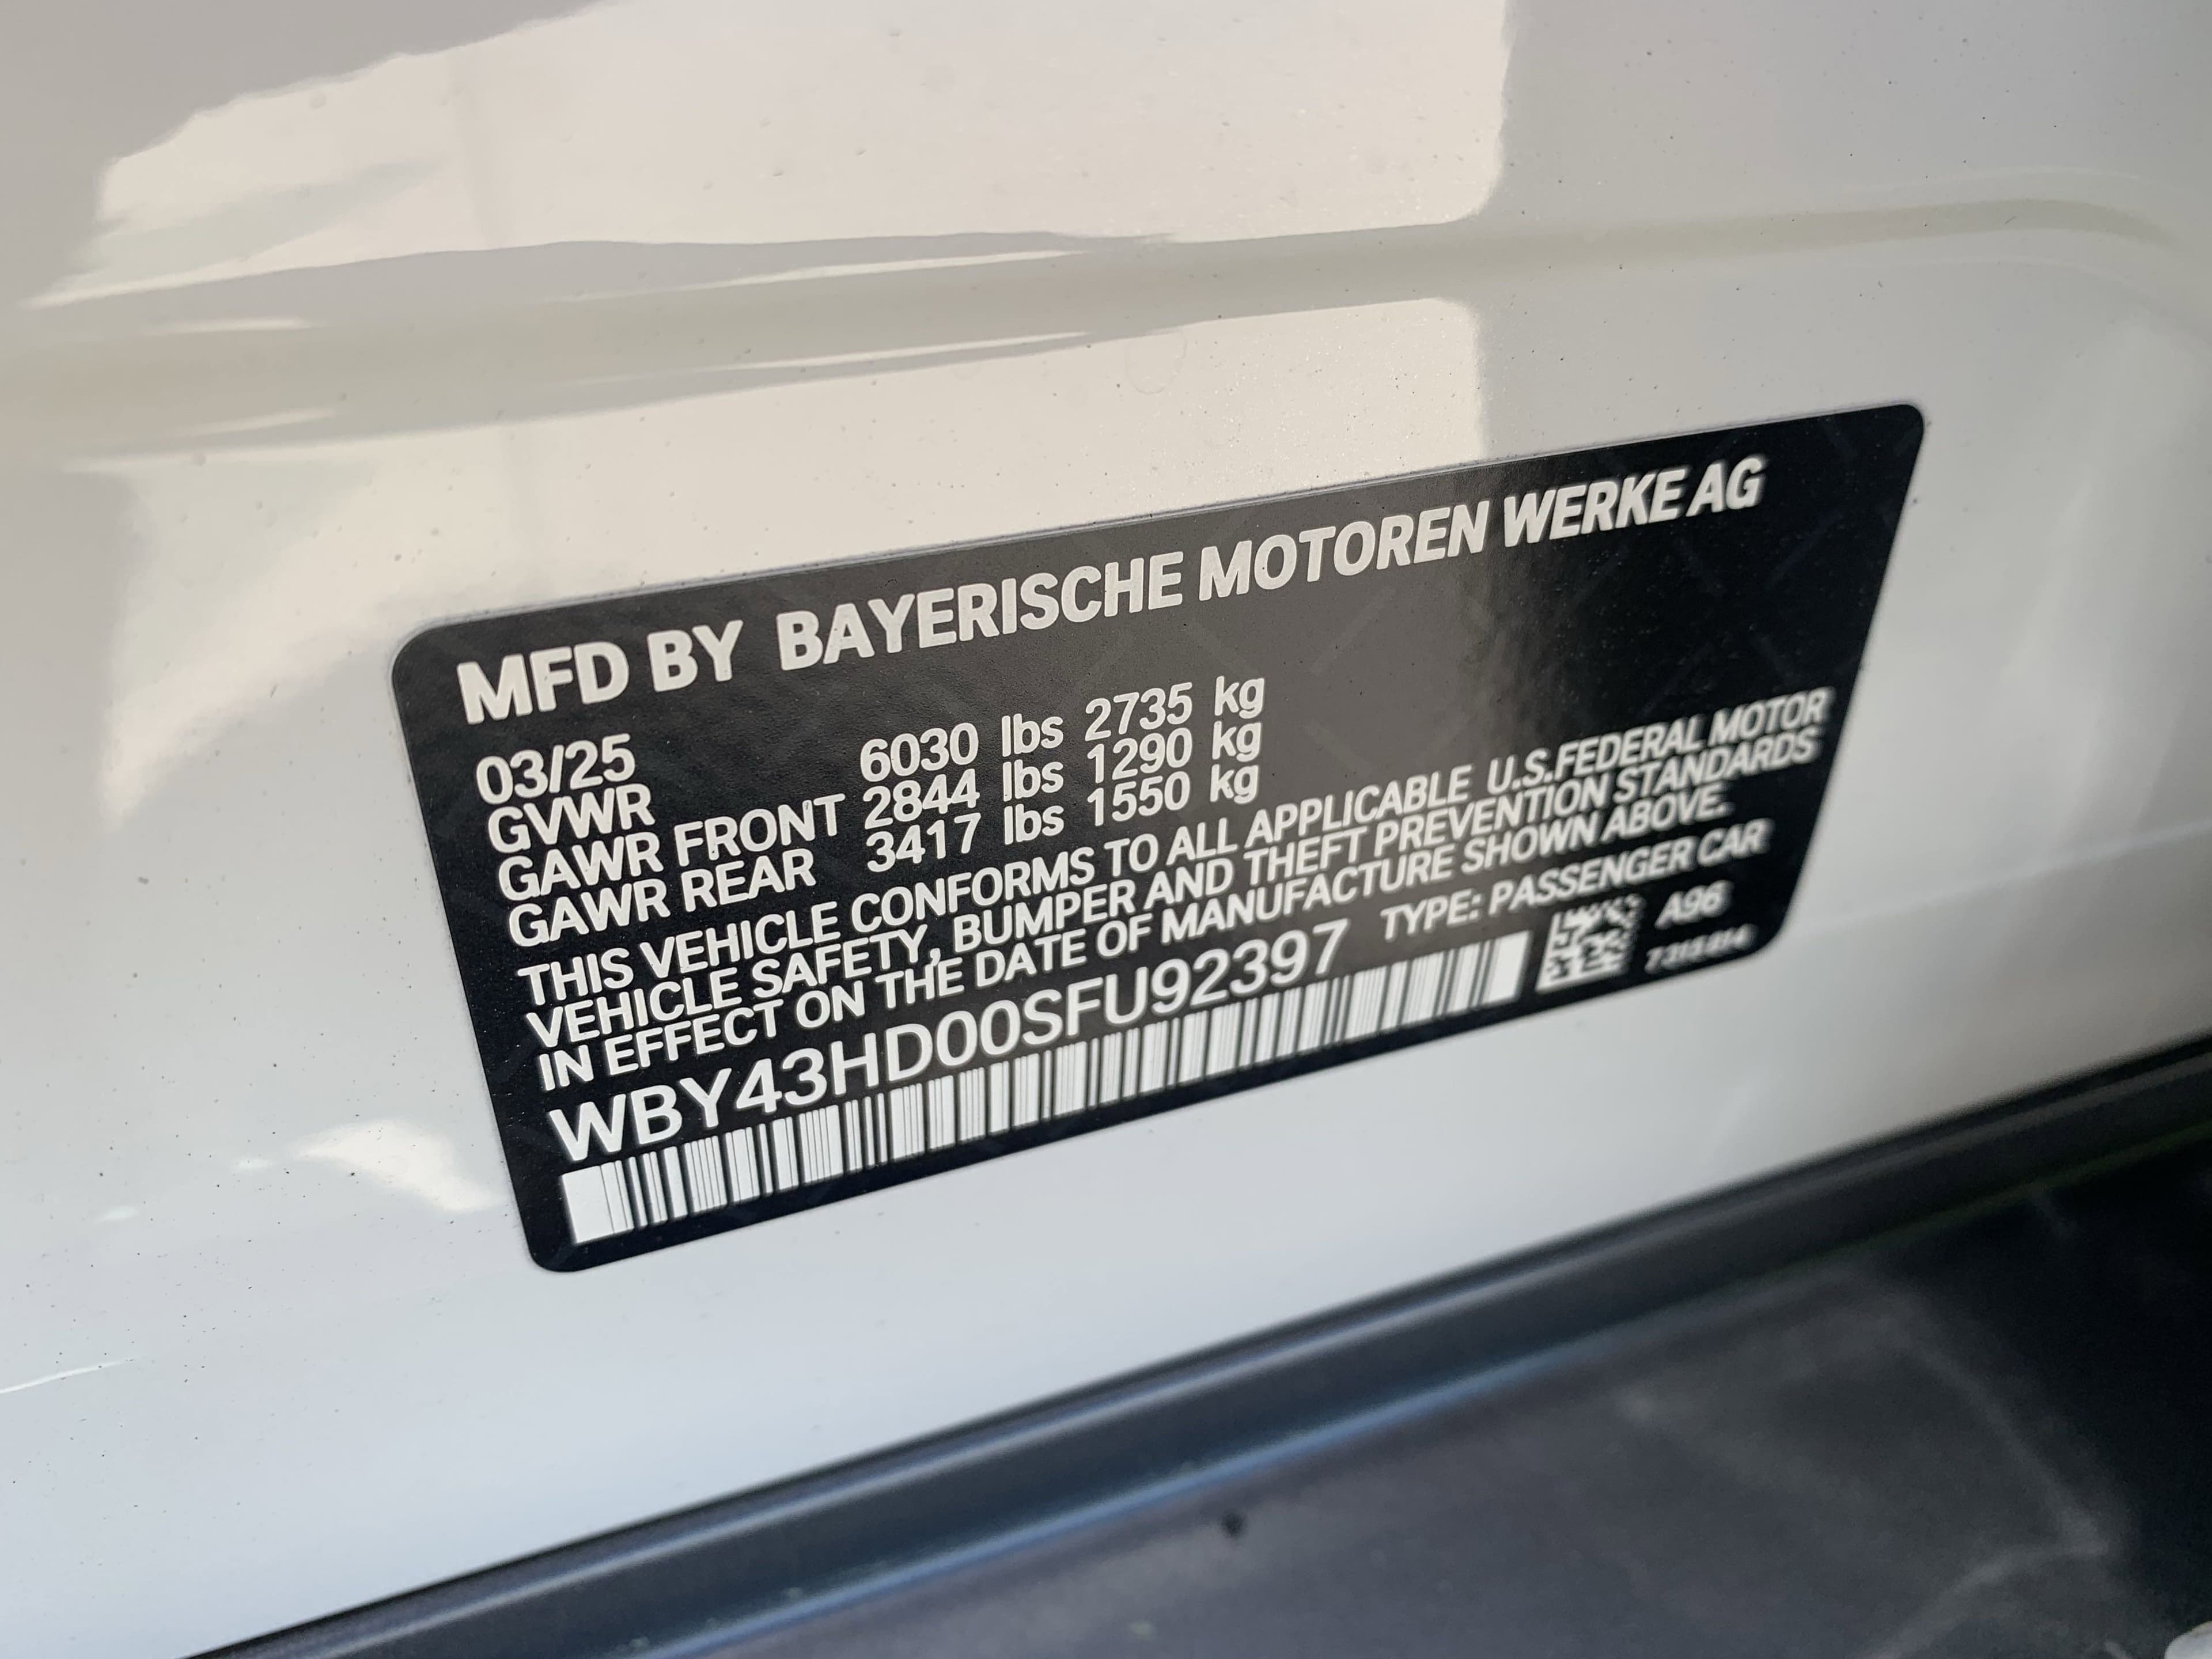 MFD BY BAYERISCHE MOTOREN WERKE AG
03/25
GVWR 6030 lbs 2735 kg
GAWR FRONT 2844 lbs 1290 kg
GAWR REAR 3417 lbs 1550 kg
THIS VEHICLE CONFORMS TO ALL APPLICABLE U.S.FEDERAL MOTOR
VEHICLE SAFETY, BUMPER AND THEFT PREVENTION STANDARDS
IN EFFECT ON THE DATE OF MANUFACTURE SHOWN ABOVE.
WBY43HD00SFU92397 TYPE: PASSENGER CAR
A96